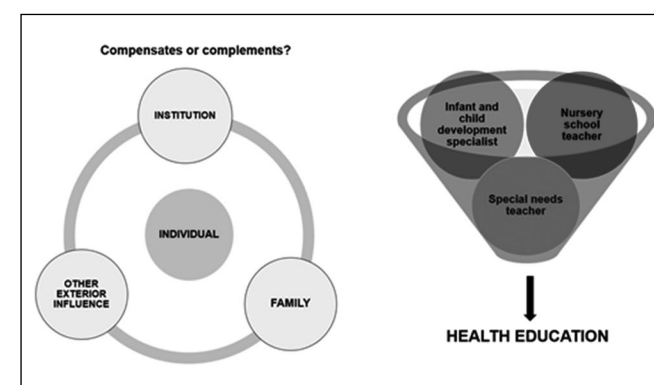 Compensates or complements?
INSTITUTION
INDIVIDUAL
OTHER
EXTERIOR
INFLUENCE
FAMILY
Infant and
child
development
specialist
Nursery
school
teacher
Special needs
teacher
HEALTH EDUCATION